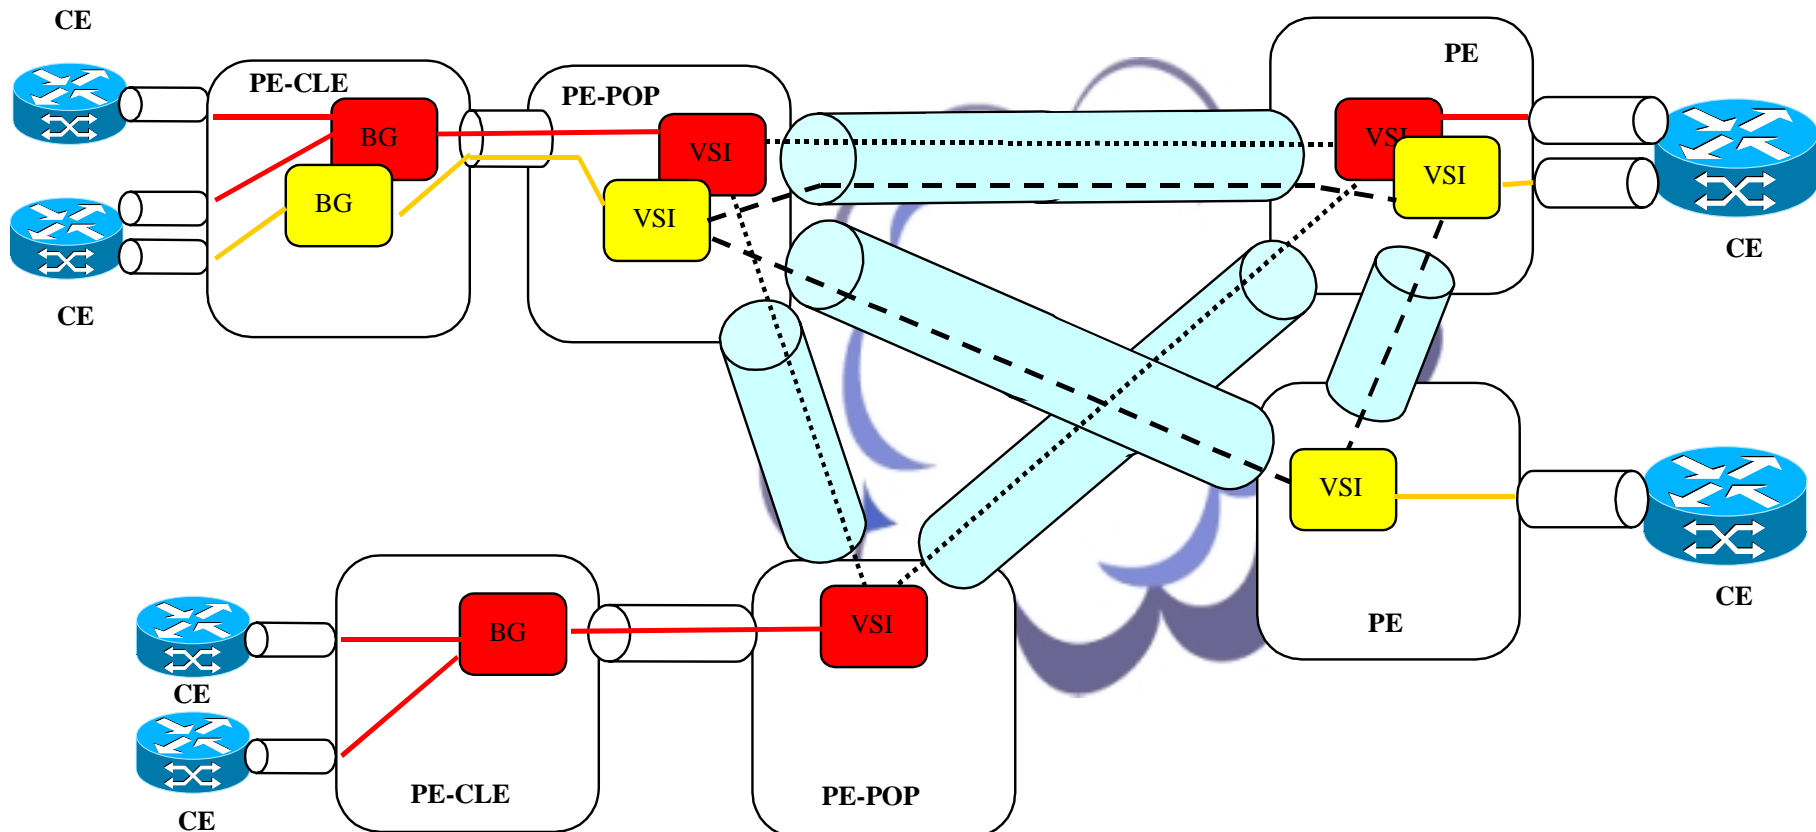 CE
PE
PE-CLE
PE-POP
BG
VSI
VSI
VSI
BG
VSI
CE
CE
VSI
CE
PE
BG
VSI
CE
PE-CLE
PE-POP
CE